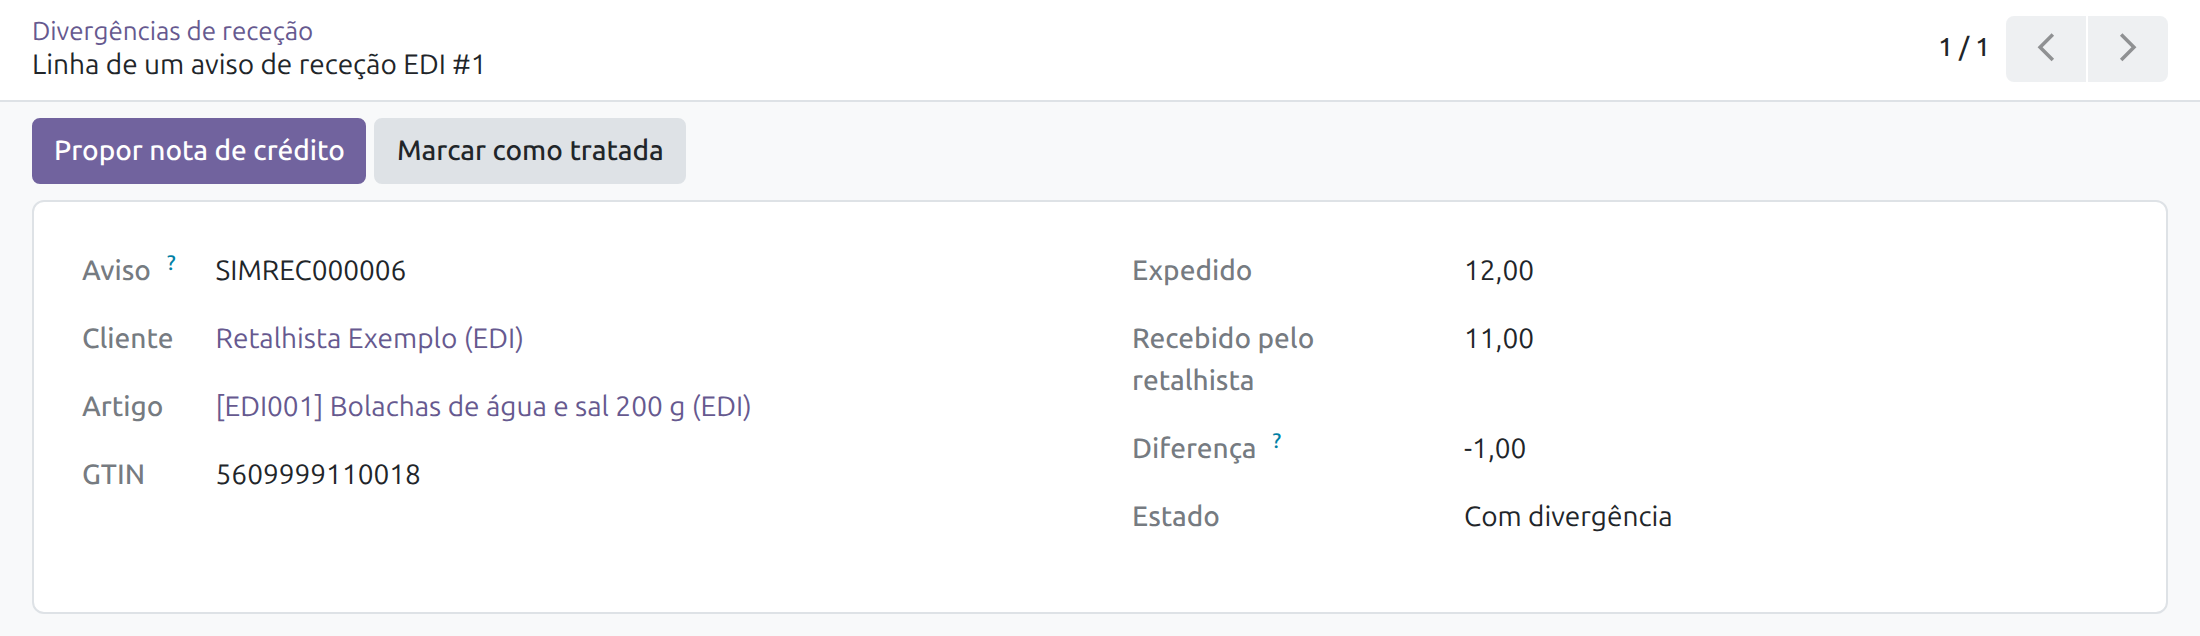 Divergências de receção
Linha de um aviso de receção EDI #1
1 / 1
Propor nota de crédito
Marcar como tratada
Aviso ? SIMREC000006
Cliente Retalhista Exemplo (EDI)
Artigo [EDI001] Bolachas de água e sal 200 g (EDI)
GTIN 5609999110018
Expedido 12,00
Recebido pelo retalhista 11,00
Diferença ? -1,00
Estado Com divergência